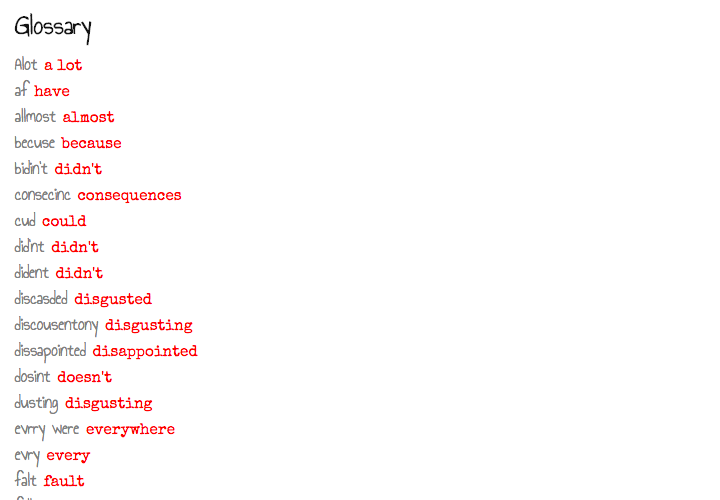 Glossary
Alot a lot
af have
allmost almost
becuse because
bidin't didn't
consecinc consequences
cud could
did'nt didn't
dident didn't
discasded disgusted
discousentony disgusting
dissapointed disappointed
dosint doesn't
dusting disgusting
evrry were everywhere
evry every
falt fault